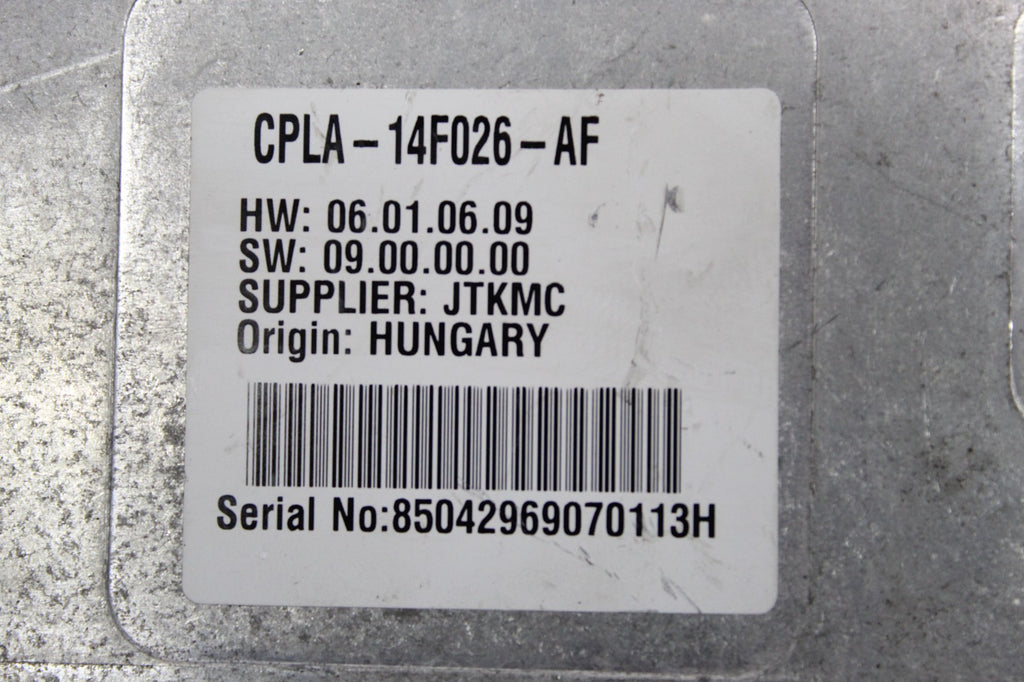 CPLA-14F026-AF
HW: 06.01.06.09
SW: 09.00.00.00
SUPPLIER: JTKMC
Origin: HUNGARY
Serial No:85042969070113H